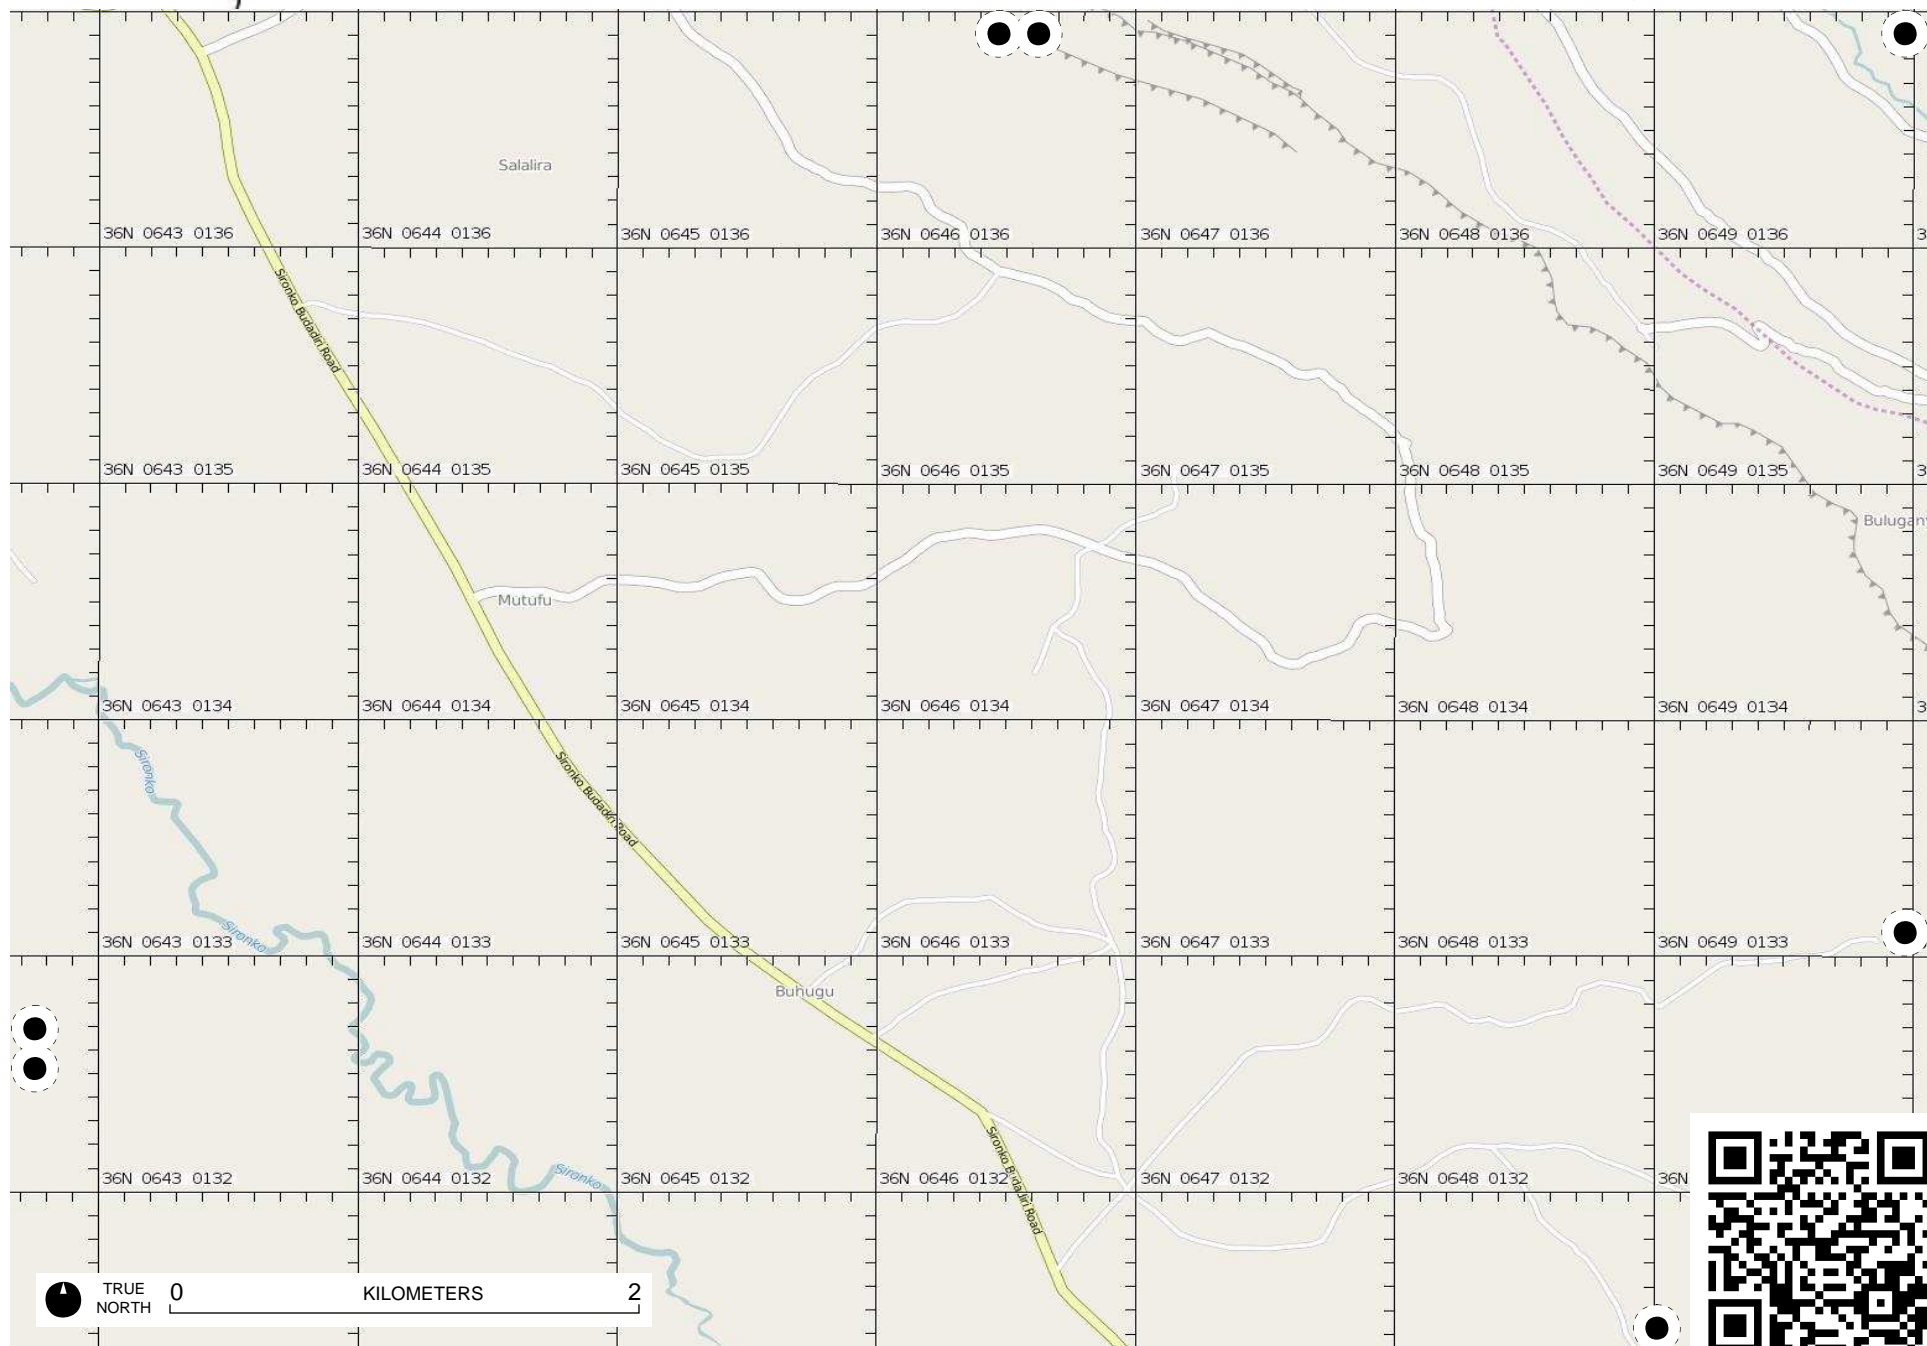 Salalira
36N 0643 0136
36N 0644 0136
36N 0645 0136
36N 0646 0136
36N 0647 0136
36N 0648 0136
36N 0649 0136
3
Sironko Budadiri Road
36N 0643 0135
36N 0644 0135
36N 0645 0135
36N 0646 0135
36N 0647 0135
36N 0648 0135
36N 0649 0135
Bulugany
Mutufu
36N 0643 0134
36N 0644 0134
36N 0645 0134
36N 0646 0134
36N 0647 0134
36N 0648 0134
36N 0649 0134
3
Sironko
Sironko Budadiri Road
Sironko
36N 0643 0133
36N 0644 0133
36N 0645 0133
36N 0646 0133
36N 0647 0133
36N 0648 0133
36N 0649 0133
Buhugu
Sironko Budadiri Road
Sironko
36N 0643 0132
36N 0644 0132
36N 0645 0132
36N 0646 0132
36N 0647 0132
36N 0648 0132
36N
TRUE
NORTH
0
KILOMETERS
2